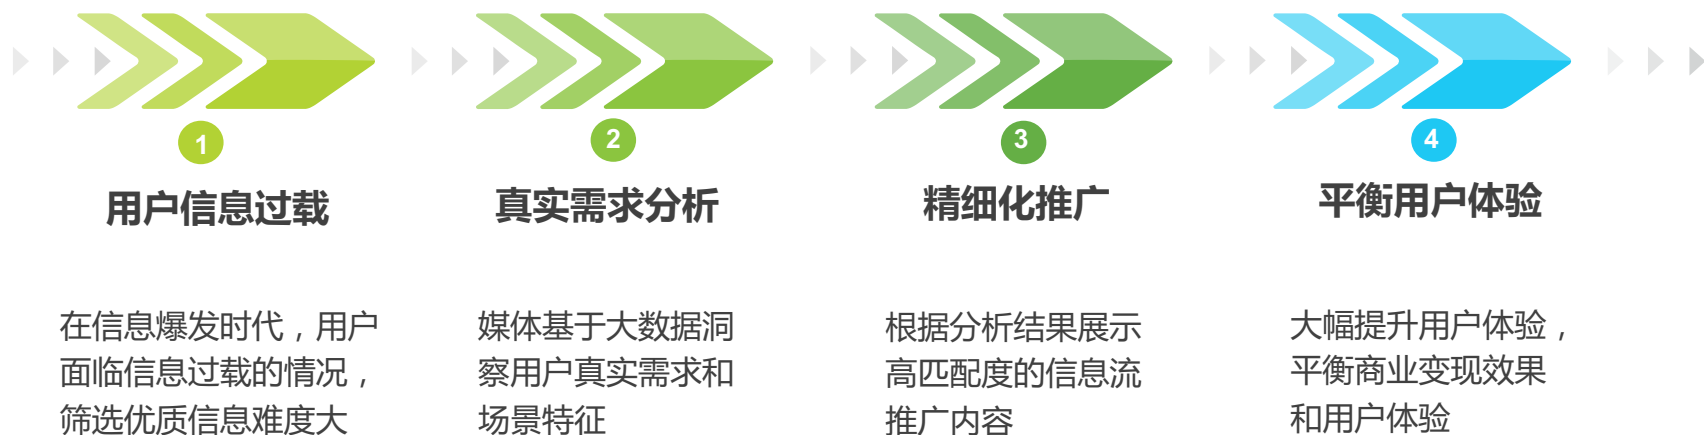 1
用户信息过载
在信息爆发时代，用户
面临信息过载的情况，
筛选优质信息难度大
2
真实需求分析
媒体基于大数据洞
察用户真实需求和
场景特征
3
精细化推广
根据分析结果展示
高匹配度的信息流
推广内容
4
平衡用户体验
大幅提升用户体验，
平衡商业变现效果
和用户体验